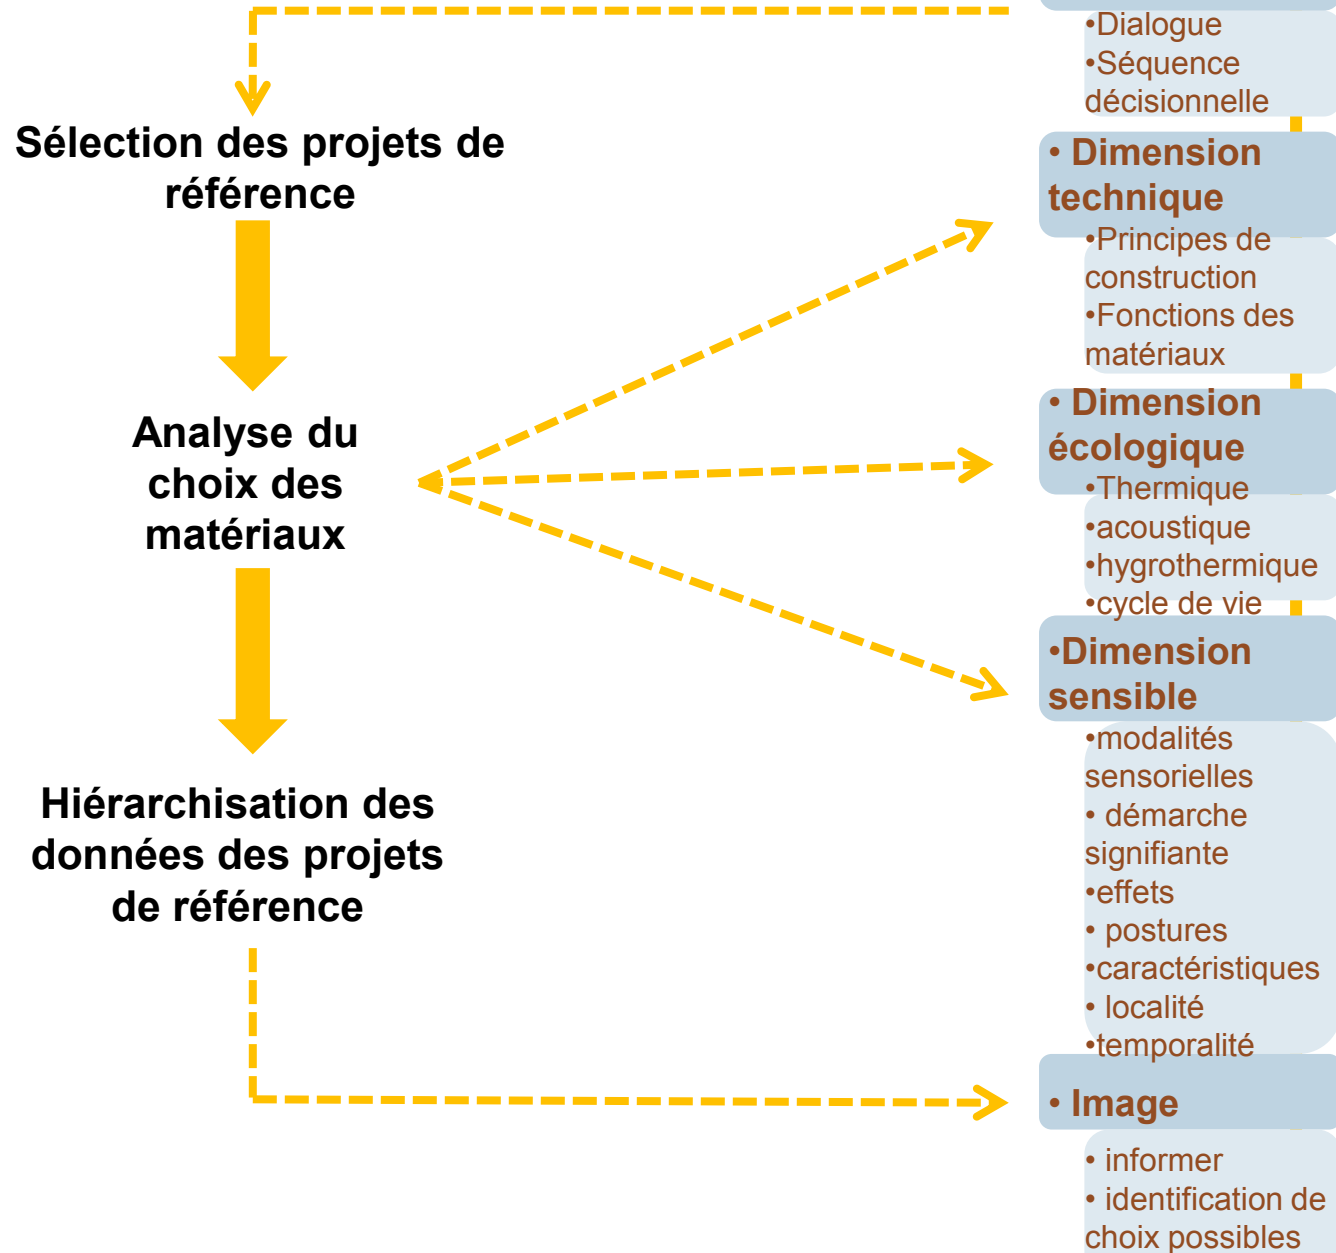 Sélection des projets de
référence
Analyse du
choix des
matériaux
Hiérarchisation des
données des projets
de référence
•Dialogue
•Séquence
décisionnelle
• Dimension
technique
•Principes de
construction
•Fonctions des
matériaux
• Dimension
écologique
•Thermique
•acoustique
•hygrothermique
•cycle de vie
•Dimension
sensible
•modalités
sensorielles
• démarche
signifiante
•effets
• postures
•caractéristiques
• localité
•temporalité
• Image
• informer
• identification de
choix possibles